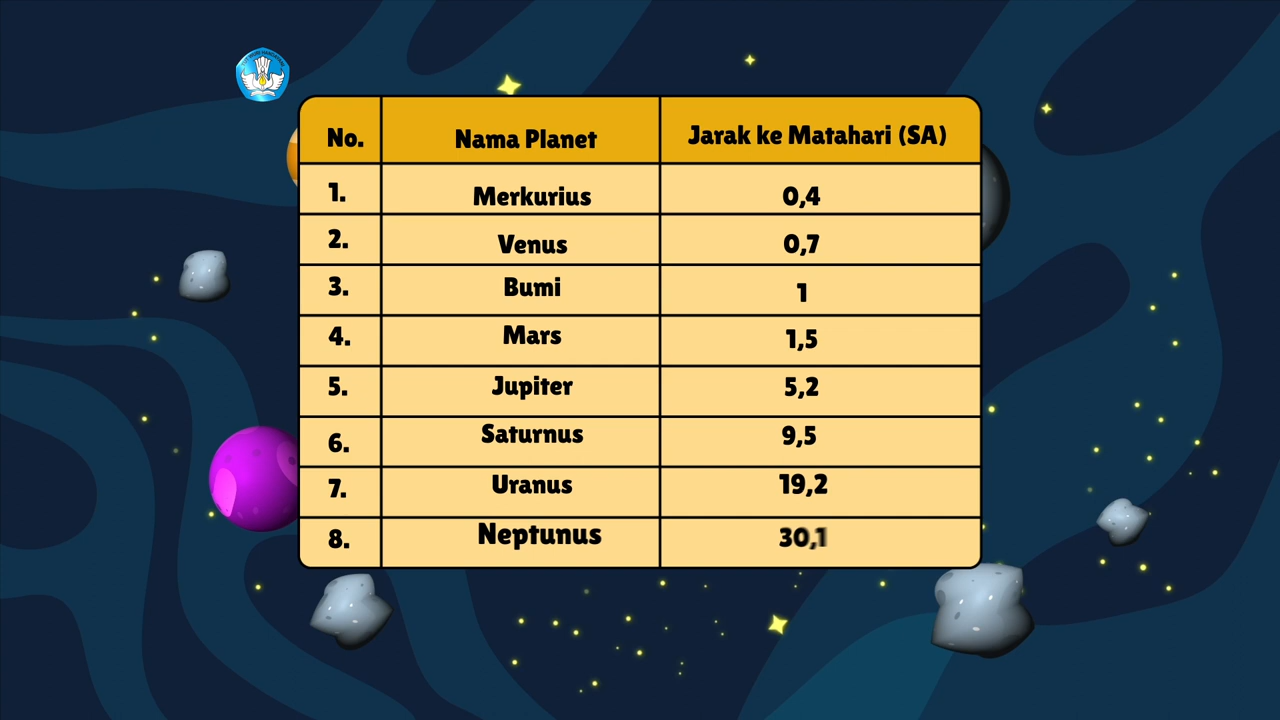 No. Nama Planet Jarak ke Matahari (SA)
1. Merkurius 0,4
2. Venus 0,7
3. Bumi 1
4. Mars 1,5
5. Jupiter 5,2
6. Saturnus 9,5
7. Uranus 19,2
8. Neptunus 30,1